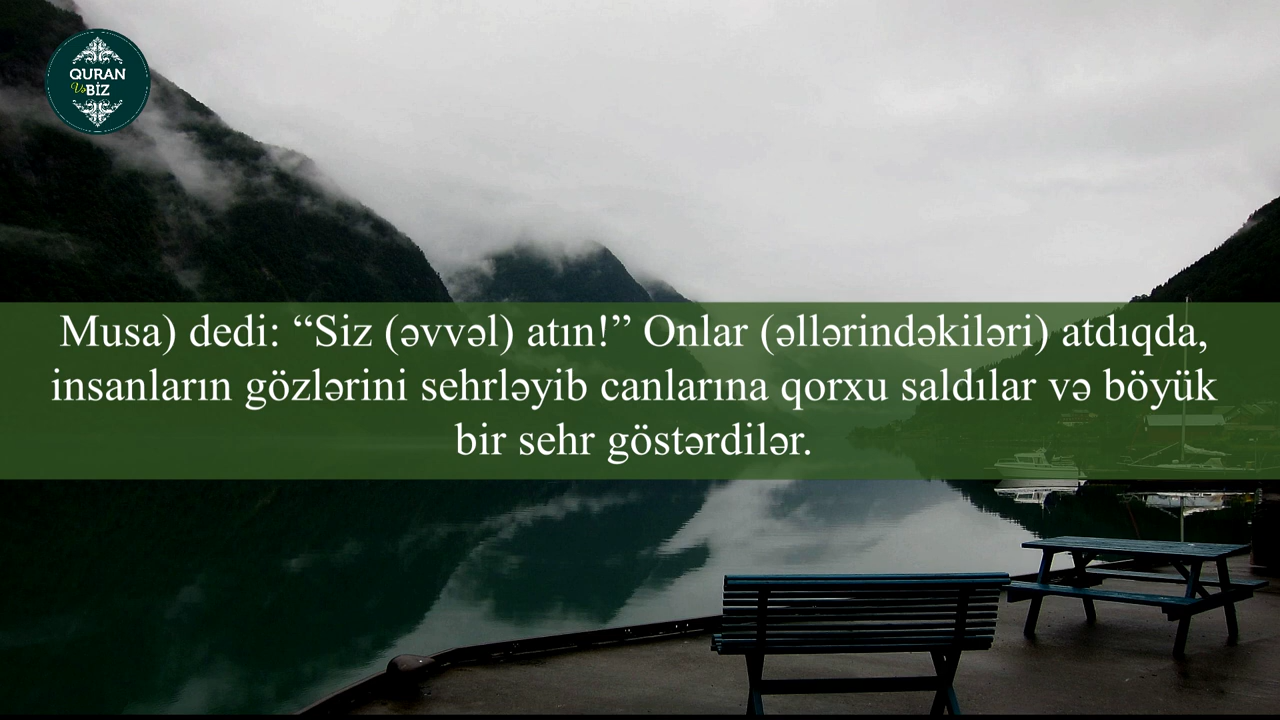 QURAN
Və BİZ
Musa) dedi: “Siz (əvvəl) atın!” Onlar (əllərindəkiləri) atdıqda,
insanların gözlərini sehrləyib canlarına qorxu saldılar və böyük
bir sehr göstərdilər.